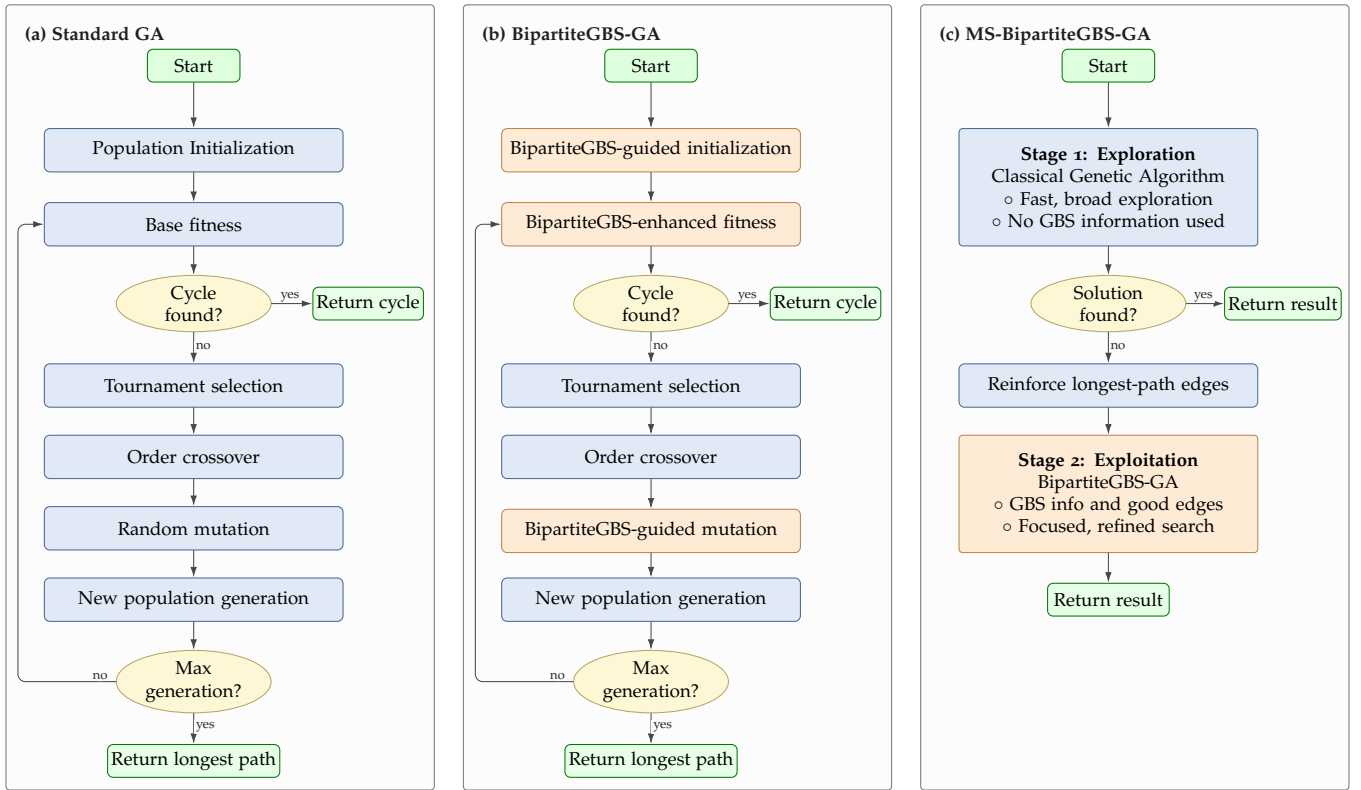 (a) Standard GA
Start
Population Initialization
Base fitness
Cycle
found?
yes
Return cycle
no
Tournament selection
Order crossover
Random mutation
New population generation
Max
generation?
no
yes
Return longest path
(b) BipartiteGBS-GA
Start
BipartiteGBS-guided initialization
BipartiteGBS-enhanced fitness
Cycle
found?
yes
Return cycle
no
Tournament selection
Order crossover
BipartiteGBS-guided mutation
New population generation
Max
generation?
no
yes
Return longest path
(c) MS-BipartiteGBS-GA
Start
Stage 1: Exploration
Classical Genetic Algorithm
○ Fast, broad exploration
○ No GBS information used
Solution
found?
yes
Return result
no
Reinforce longest-path edges
Stage 2: Exploitation
BipartiteGBS-GA
○ GBS info and good edges
○ Focused, refined search
Return result